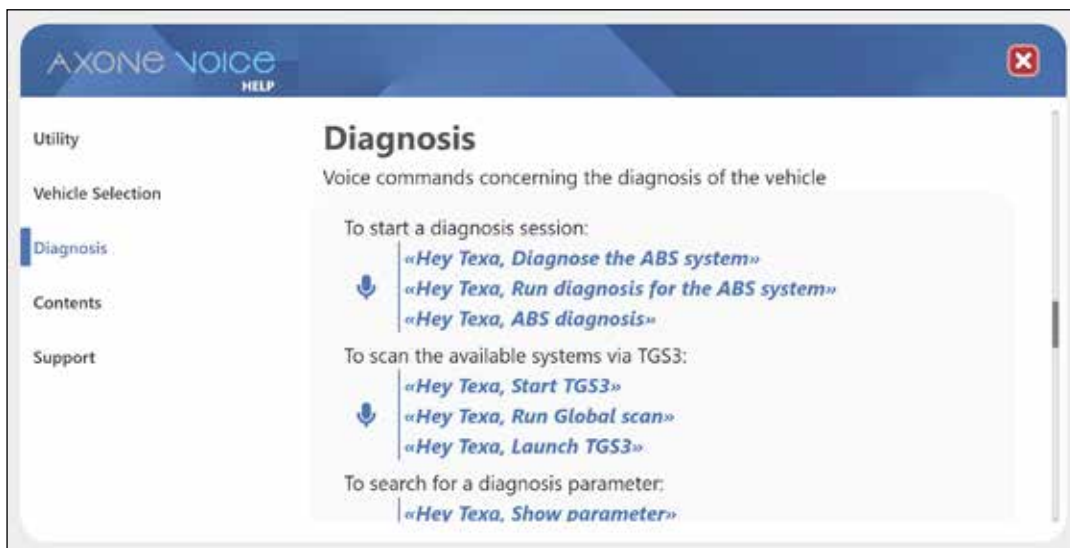 AXONE VOICE
HELP
Utility
Vehicle Selection
Diagnosis
Contents
Support
Diagnosis
Voice commands concerning the diagnosis of the vehicle
To start a diagnosis session:
«Hey Texa, Diagnose the ABS system»
«Hey Texa, Run diagnosis for the ABS system»
«Hey Texa, ABS diagnosis»
To scan the available systems via TGS3:
«Hey Texa, Start TGS3»
«Hey Texa, Run Global scan»
«Hey Texa, Launch TGS3»
To search for a diagnosis parameter:
«Hey Texa, Show parameter»